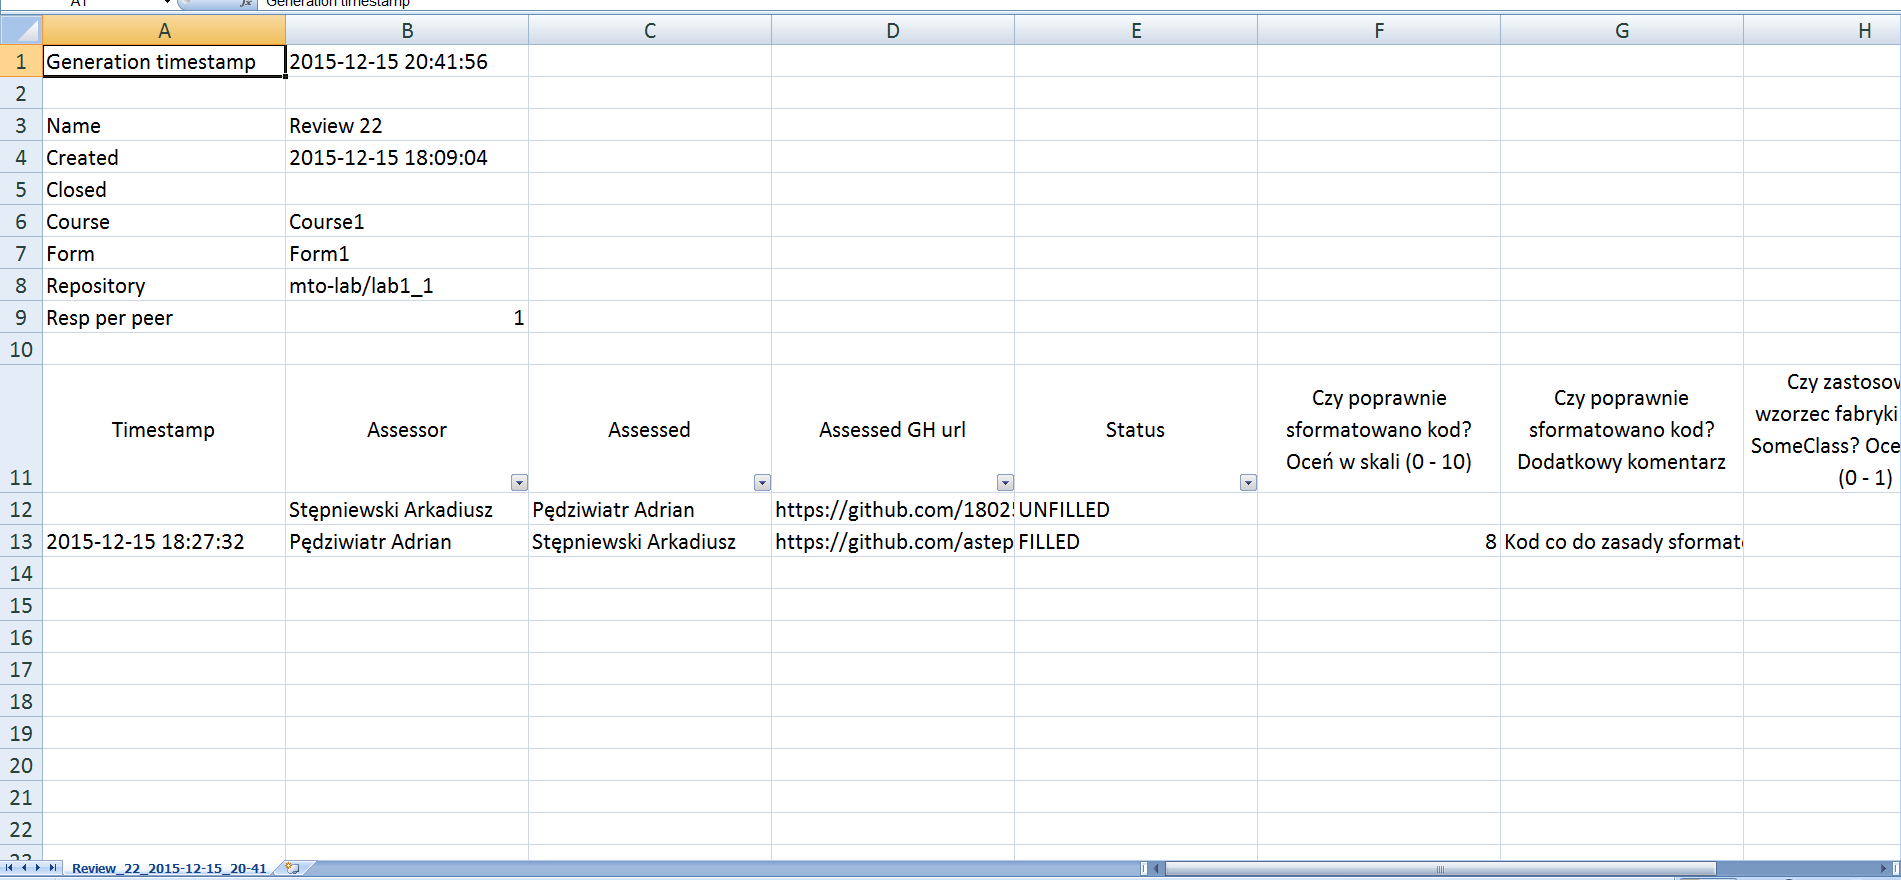 A1 Generation timestamp
A B C D E F G H
1 Generation timestamp 2015-12-15 20:41:56
2
3 Name Review 22
4 Created 2015-12-15 18:09:04
5 Closed
6 Course Course1
7 Form Form1
8 Repository mto-lab/lab1_1
9 Resp per peer 1
10
11 Timestamp Assessor Assessed Assessed GH url Status
Czy poprawnie
sformatowano kod?
Oceń w skali (0 - 10)
Czy poprawnie
sformatowano kod?
Dodatkowy komentarz
Czy zastosow
wzorzec fabryki
SomeClass? Oce
(0 - 1)
12 Stępniewski Arkadiusz Pędziwiatr Adrian https://github.com/1802 UNFILLED
13 2015-12-15 18:27:32 Pędziwiatr Adrian Stępniewski Arkadiusz https://github.com/astep FILLED 8 Kod co do zasady sformat
14
15
16
17
18
19
20
21
22
23
Review_22_2015-12-15_20-41